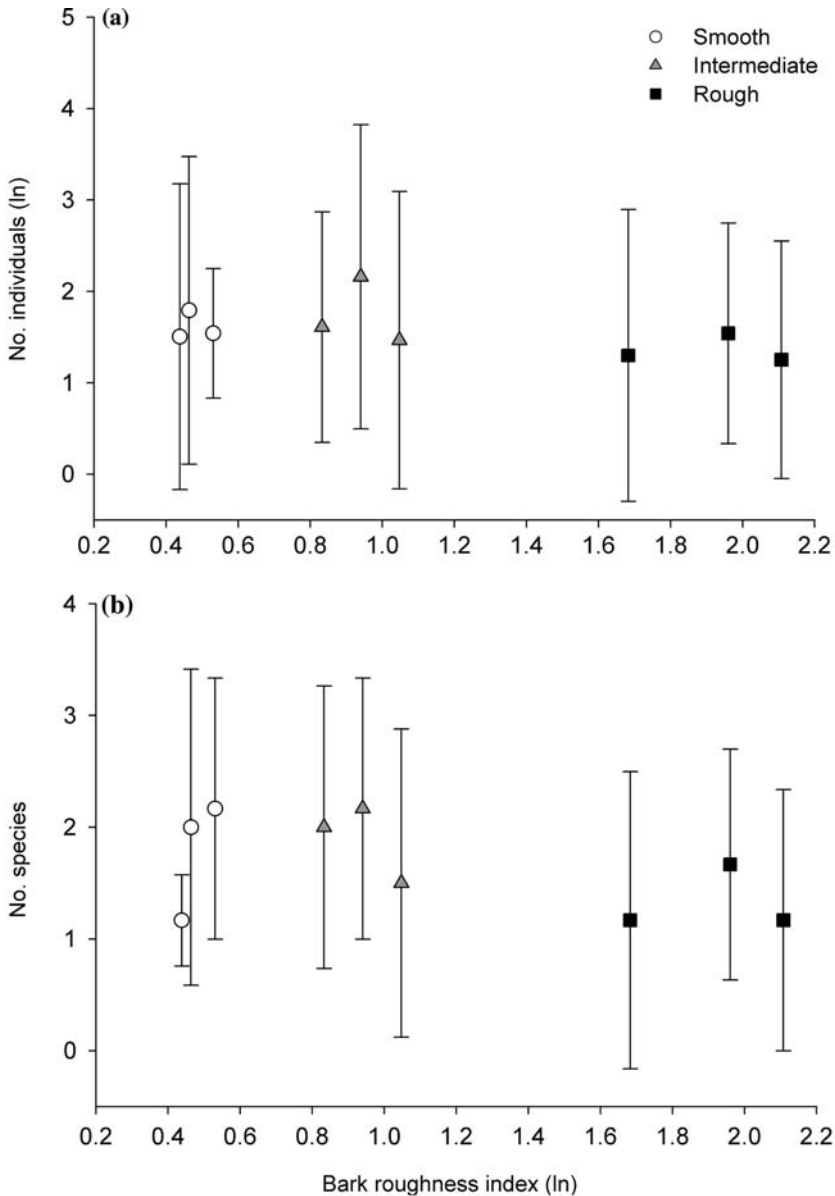 (a)
Smooth
Intermediate
Rough
5
4
3
2
1
0
No. individuals (ln)
0.2 0.4 0.6 0.8 1.0 1.2 1.4 1.6 1.8 2.0 2.2
(b)
4
3
2
1
0
No. species
0.2 0.4 0.6 0.8 1.0 1.2 1.4 1.6 1.8 2.0 2.2
Bark roughness index (ln)